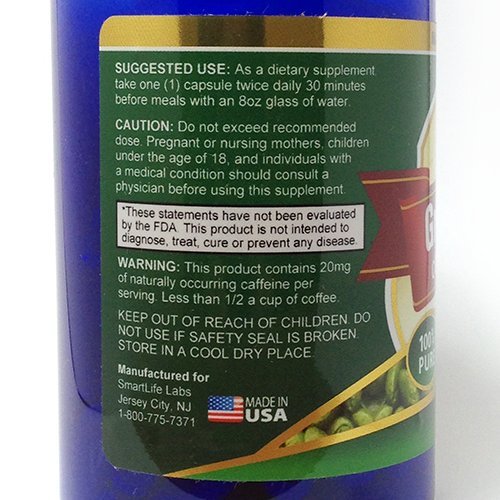 SUGGESTED USE: As a dietary supplement
take one (1) capsule twice daily 30 minutes
before meals with an 8oz glass of water.
CAUTION: Do not exceed recommended
dose. Pregnant or nursing mothers, children
under the age of 18, and individuals with
a medical condition should consult a
physician before using this supplement.
*These statements have not been evaluated
by the FDA. This product is not intended to
diagnose, treat, cure or prevent any disease.
WARNING: This product contains 20mg
of naturally occurring caffeine per
serving. Less than 1/2 a cup of coffee.
KEEP OUT OF REACH OF CHILDREN. DO
NOT USE IF SAFETY SEAL IS BROKEN.
STORE IN A COOL DRY PLACE.
Manufactured for
SmartLife Labs
Jersey City, NJ
1-800-775-7371
MADE IN
USA
100%
PURE